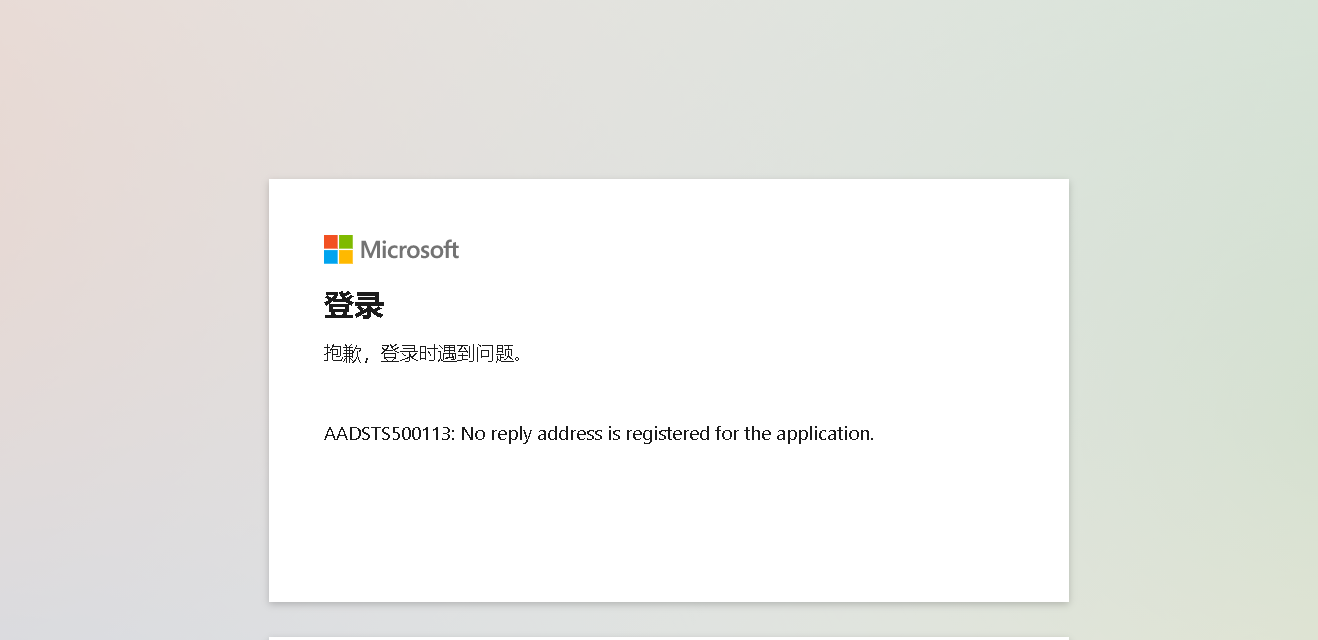 Microsoft
登录
抱歉，登录时遇到问题。
AADSTS500113: No reply address is registered for the application.